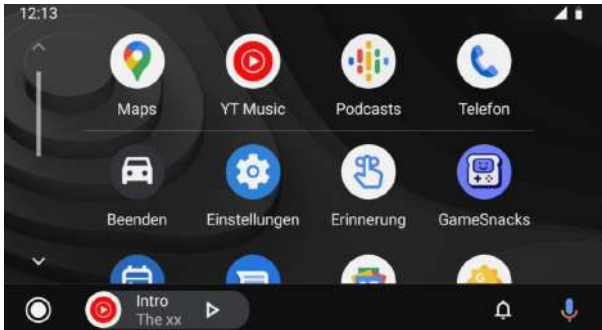 12:13
Maps YT Music Podcasts Telefon
Beenden Einstellungen Erinnerung GameSnacks
Intro
The xx